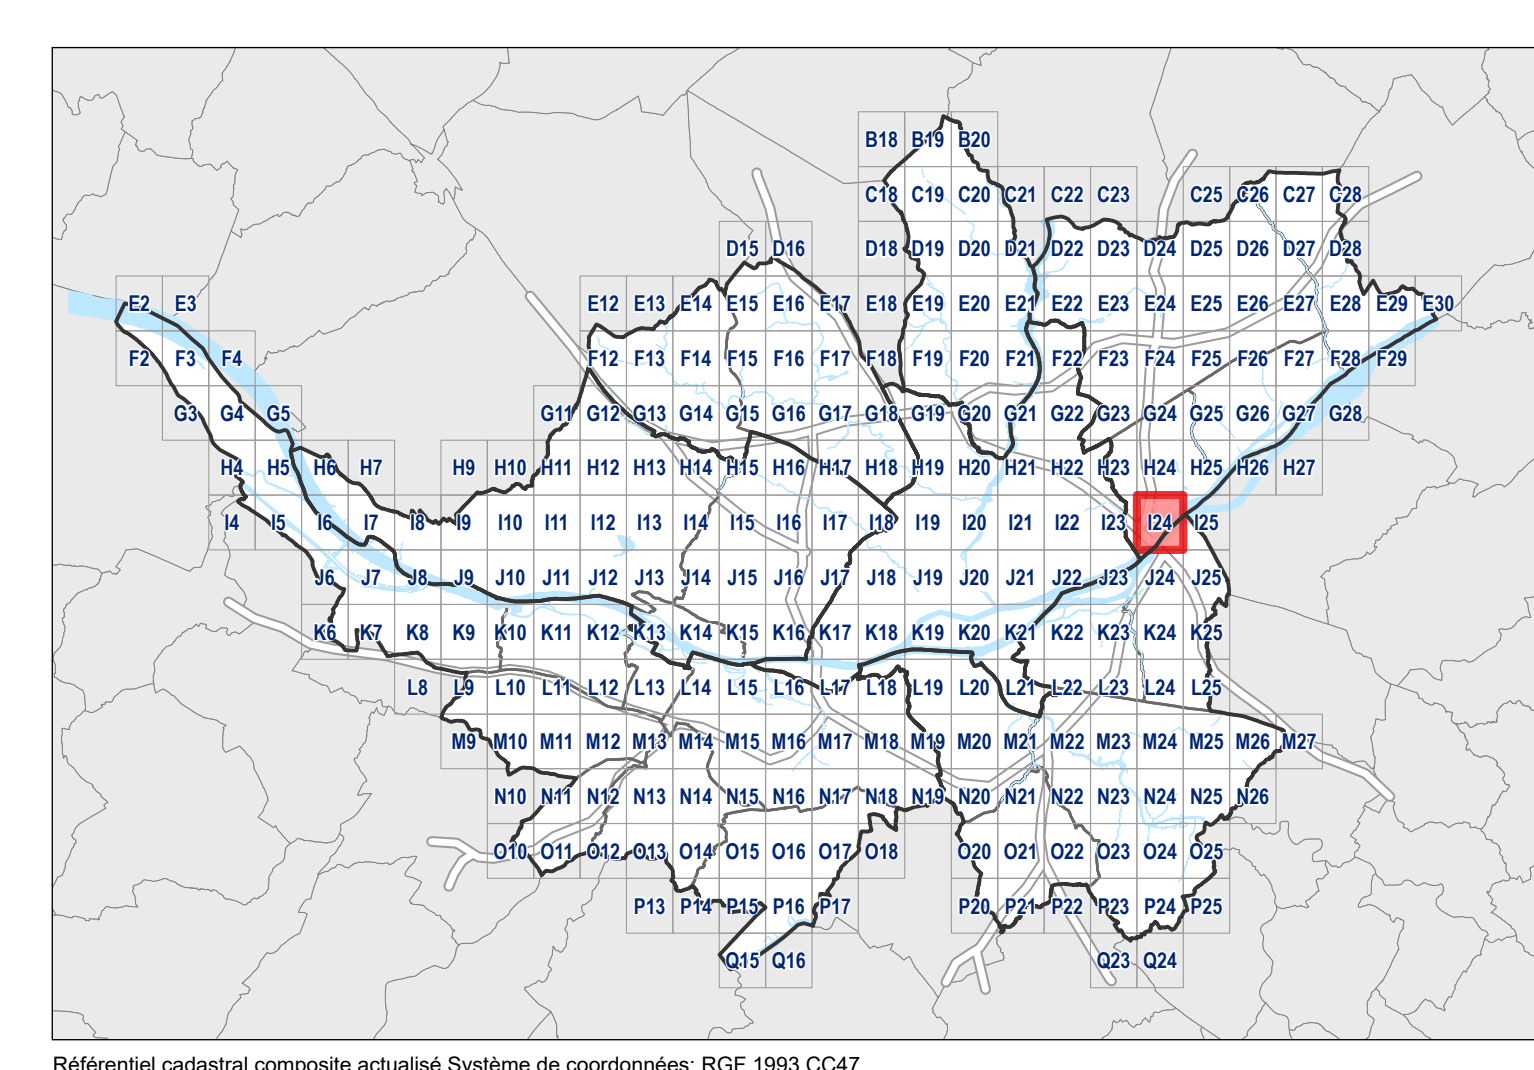 B18 B19 B20
C18 C19 C20 C21 C22 C23 C25 C26 C27 C28
D15 D16 D18 D19 D20 D21 D22 D23 D24 D25 D26 D27 D28
E2 E3 E12 E13 E14 E15 E16 E17 E18 E19 E20 E21 E22 E23 E24 E25 E26 E27 E28 E29 E30
F2 F3 F4 F12 F13 F14 F15 F16 F17 F18 F19 F20 F21 F22 F23 F24 F25 F26 F27 F28 F29
G3 G4 G5 G11 G12 G13 G14 G15 G16 G17 G18 G19 G20 G21 G22 G23 G24 G25 G26 G27 G28
H4 H5 H6 H7 H9 H10 H11 H12 H13 H14 H15 H16 H17 H18 H19 H20 H21 H22 H23 H24 H25 H26 H27
I4 I5 I6 I7 I8 I9 I10 I11 I12 I13 I14 I15 I16 I17 I18 I19 I20 I21 I22 I23 I24 I25
J6 J7 J8 J9 J10 J11 J12 J13 J14 J15 J16 J17 J18 J19 J20 J21 J22 J23 J24 J25
K6 K7 K8 K9 K10 K11 K12 K13 K14 K15 K16 K17 K18 K19 K20 K21 K22 K23 K24 K25
L8 L9 L10 L11 L12 L13 L14 L15 L16 L17 L18 L19 L20 L21 L22 L23 L24 L25
M9 M10 M11 M12 M13 M14 M15 M16 M17 M18 M19 M20 M21 M22 M23 M24 M25 M26 M27
N10 N11 N12 N13 N14 N15 N16 N17 N18 N19 N20 N21 N22 N23 N24 N25 N26
O10 O11 O12 O13 O14 O15 O16 O17 O18 O20 O21 O22 O23 O24 O25
P13 P14 P15 P16 P17 P20 P21 P22 P23 P24 P25
Q15 Q16 Q23 Q24
Référentiel cadastral composite actualisé Système de coordonnées: RGF 1993 CC47